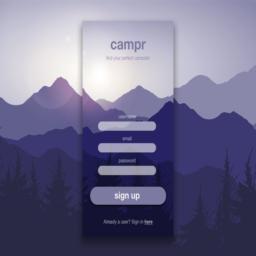 campr
find your perfect campsite
username
email
password
sign up
Already a user? Sign in here